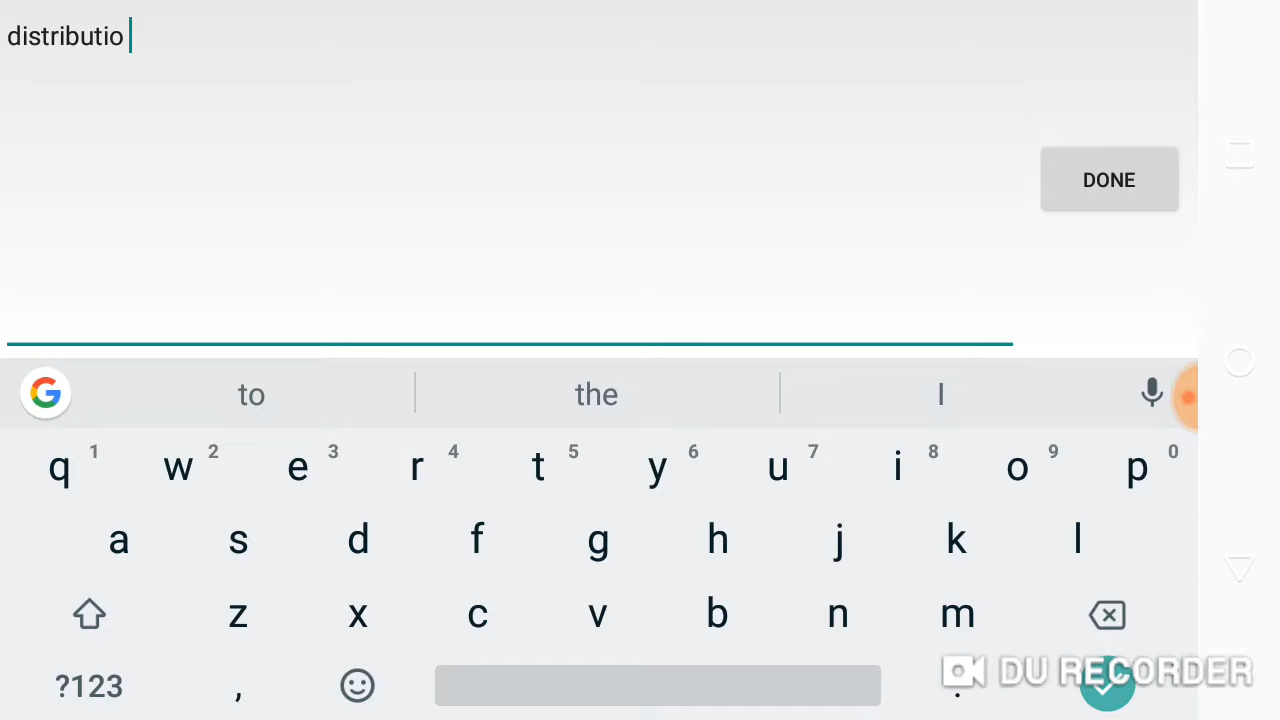 distributio
DONE
to the I
q 1 w 2 e 3 r 4 t 5 y 6 u 7 i 8 o 9 p 0
a s d f g h j k l
z x c v b n m
?123 , .
DU RECORDER